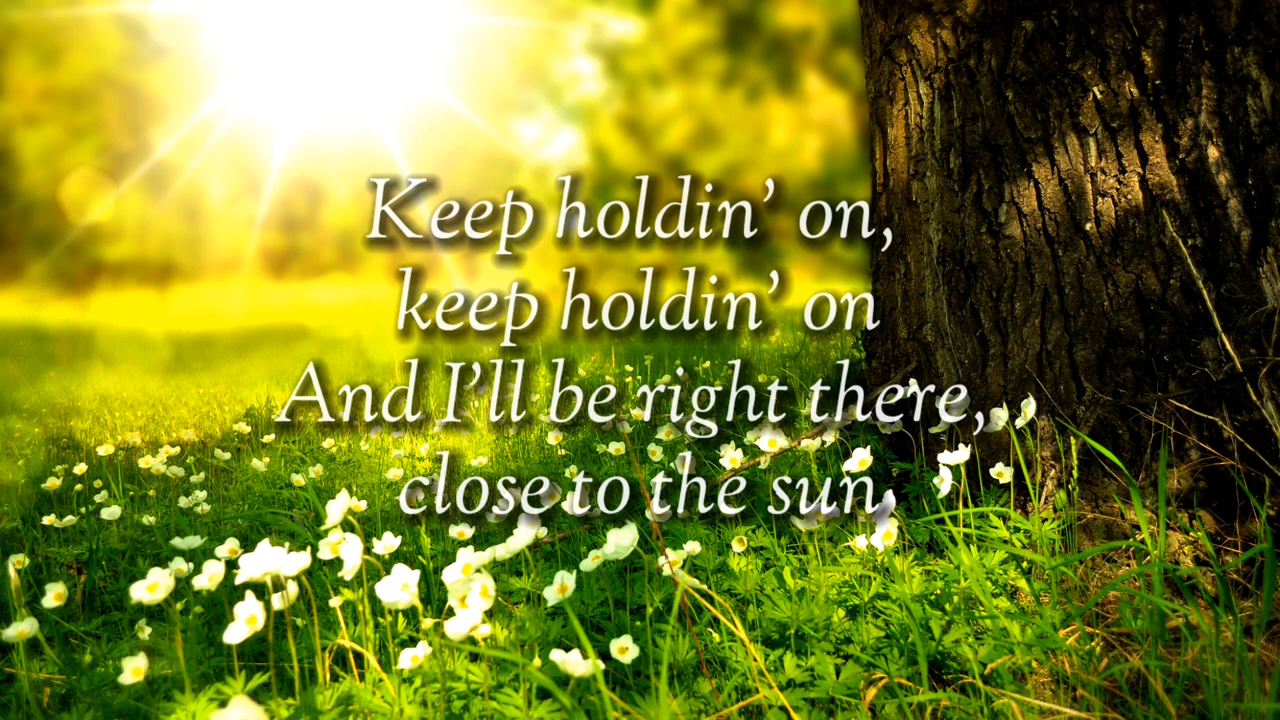 Keep holdin’ on,
keep holdin’ on
And I’ll be right there,
close to the sun